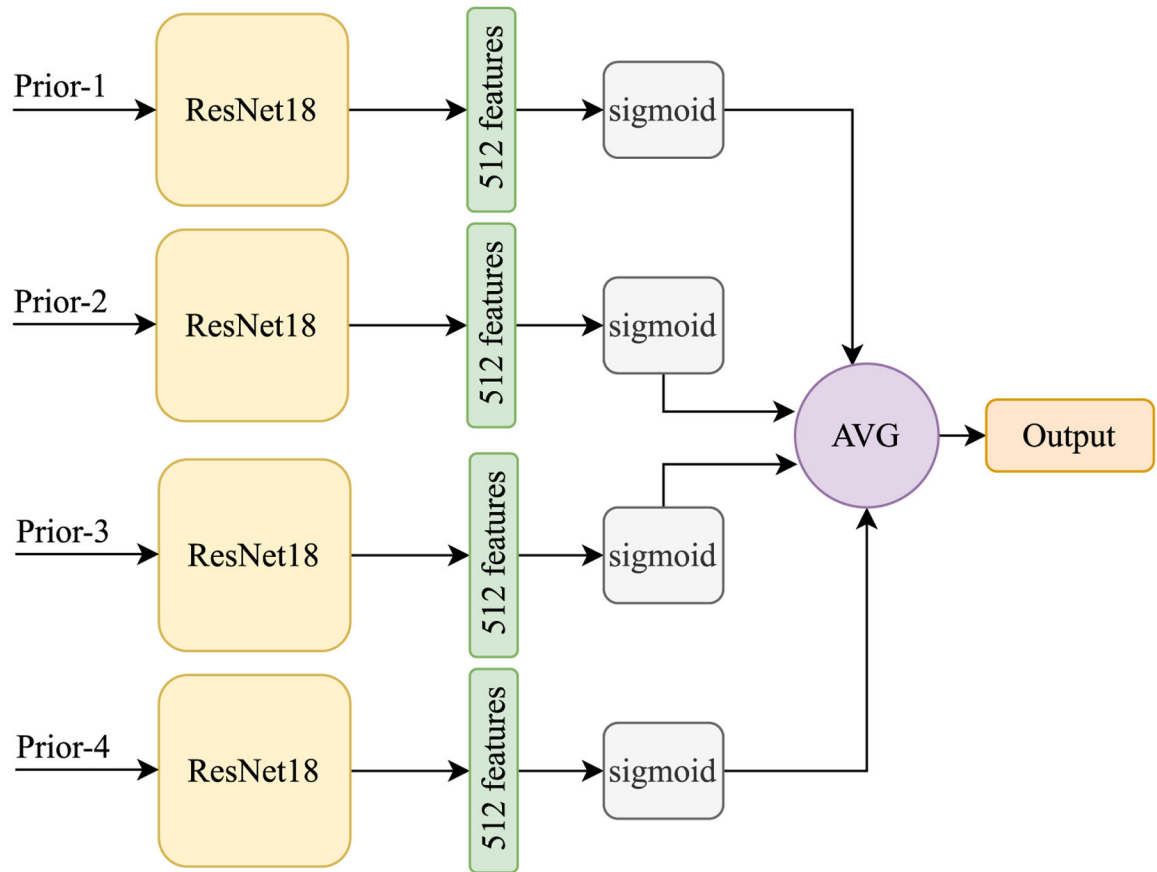 Prior-1
ResNet18
512 features
sigmoid
Prior-2
ResNet18
512 features
sigmoid
AVG
Output
Prior-3
ResNet18
512 features
sigmoid
Prior-4
ResNet18
512 features
sigmoid